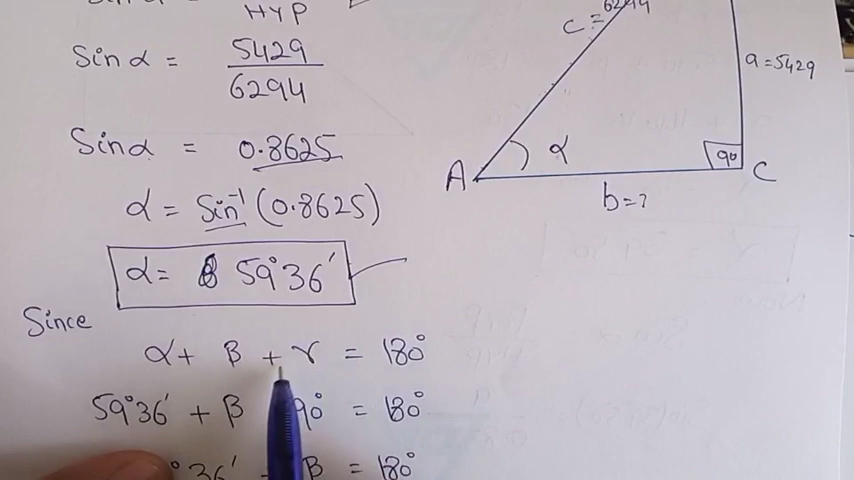 HYP
Sin α = 5429
6294
Sin α = 0.8625
α = Sin⁻¹ (0.8625)
α = 59°36′
Since
α + β + γ = 180°
59°36′ + β 90° = 180°
°36′ β = 180°
c = 6294
a = 5429
A α 90 C
b = ?